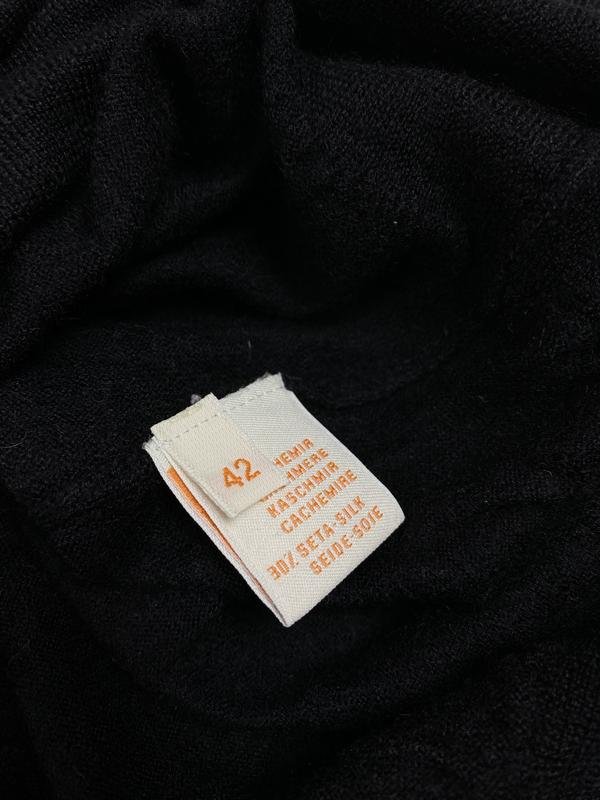 42
KASCHMIR
CACHEMIRE
30% SETA-SILK
SEIDE-SOIE